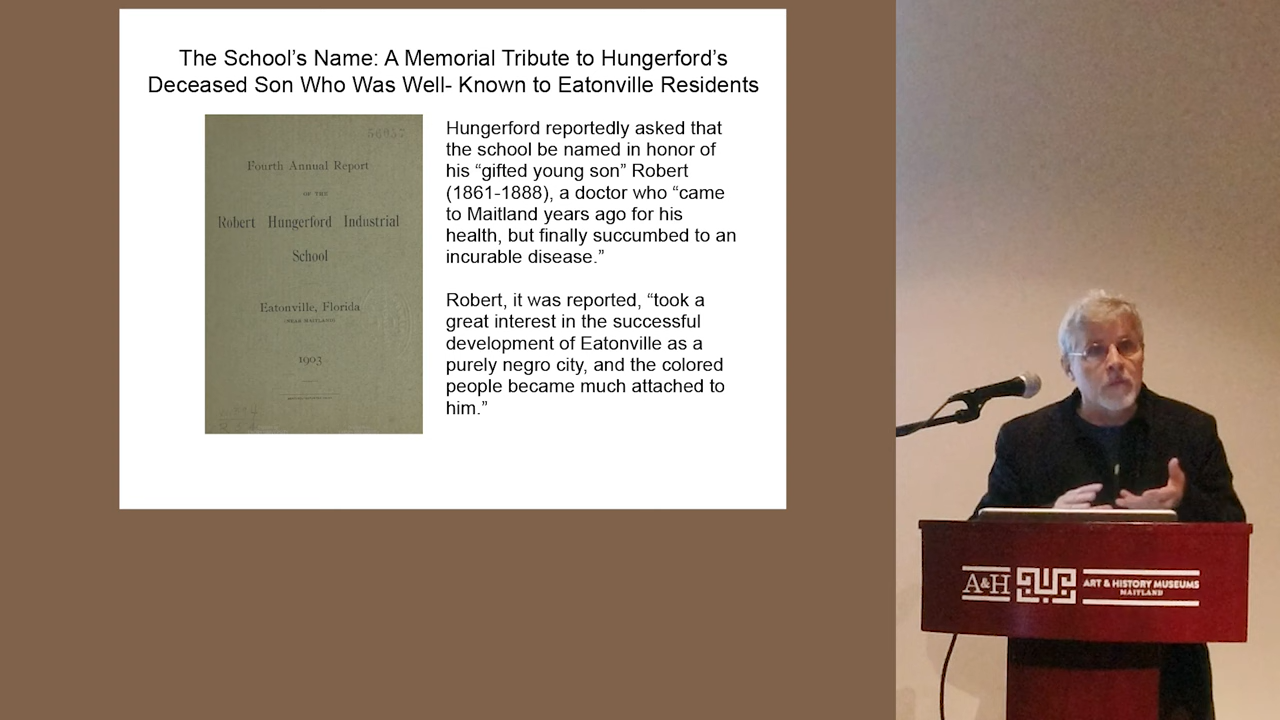 The School’s Name: A Memorial Tribute to Hungerford’s
Deceased Son Who Was Well- Known to Eatonville Residents
56057
Fourth Annual Report
OF THE
Robert Hungerford Industrial
School
Eatonville, Florida
(NEAR MAITLAND)
1903
Hungerford reportedly asked that
the school be named in honor of
his “gifted young son” Robert
(1861-1888), a doctor who “came
to Maitland years ago for his
health, but finally succumbed to an
incurable disease.”
Robert, it was reported, “took a
great interest in the successful
development of Eatonville as a
purely negro city, and the colored
people became much attached to
him.”
A&H
ART & HISTORY MUSEUMS
MAITLAND